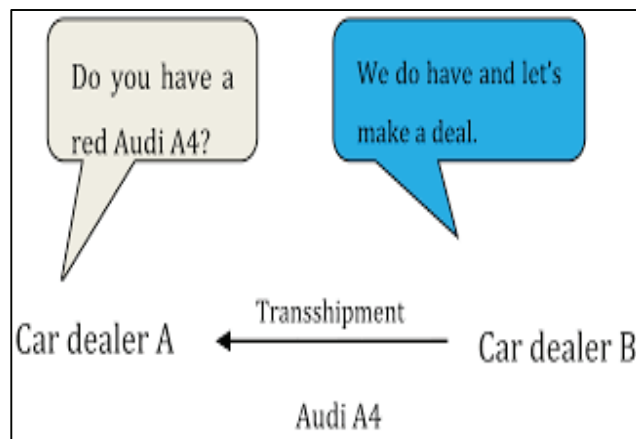 Do you have a
red Audi A4?
We do have and let's
make a deal.
Transshipment
Car dealer A
Car dealer B
Audi A4